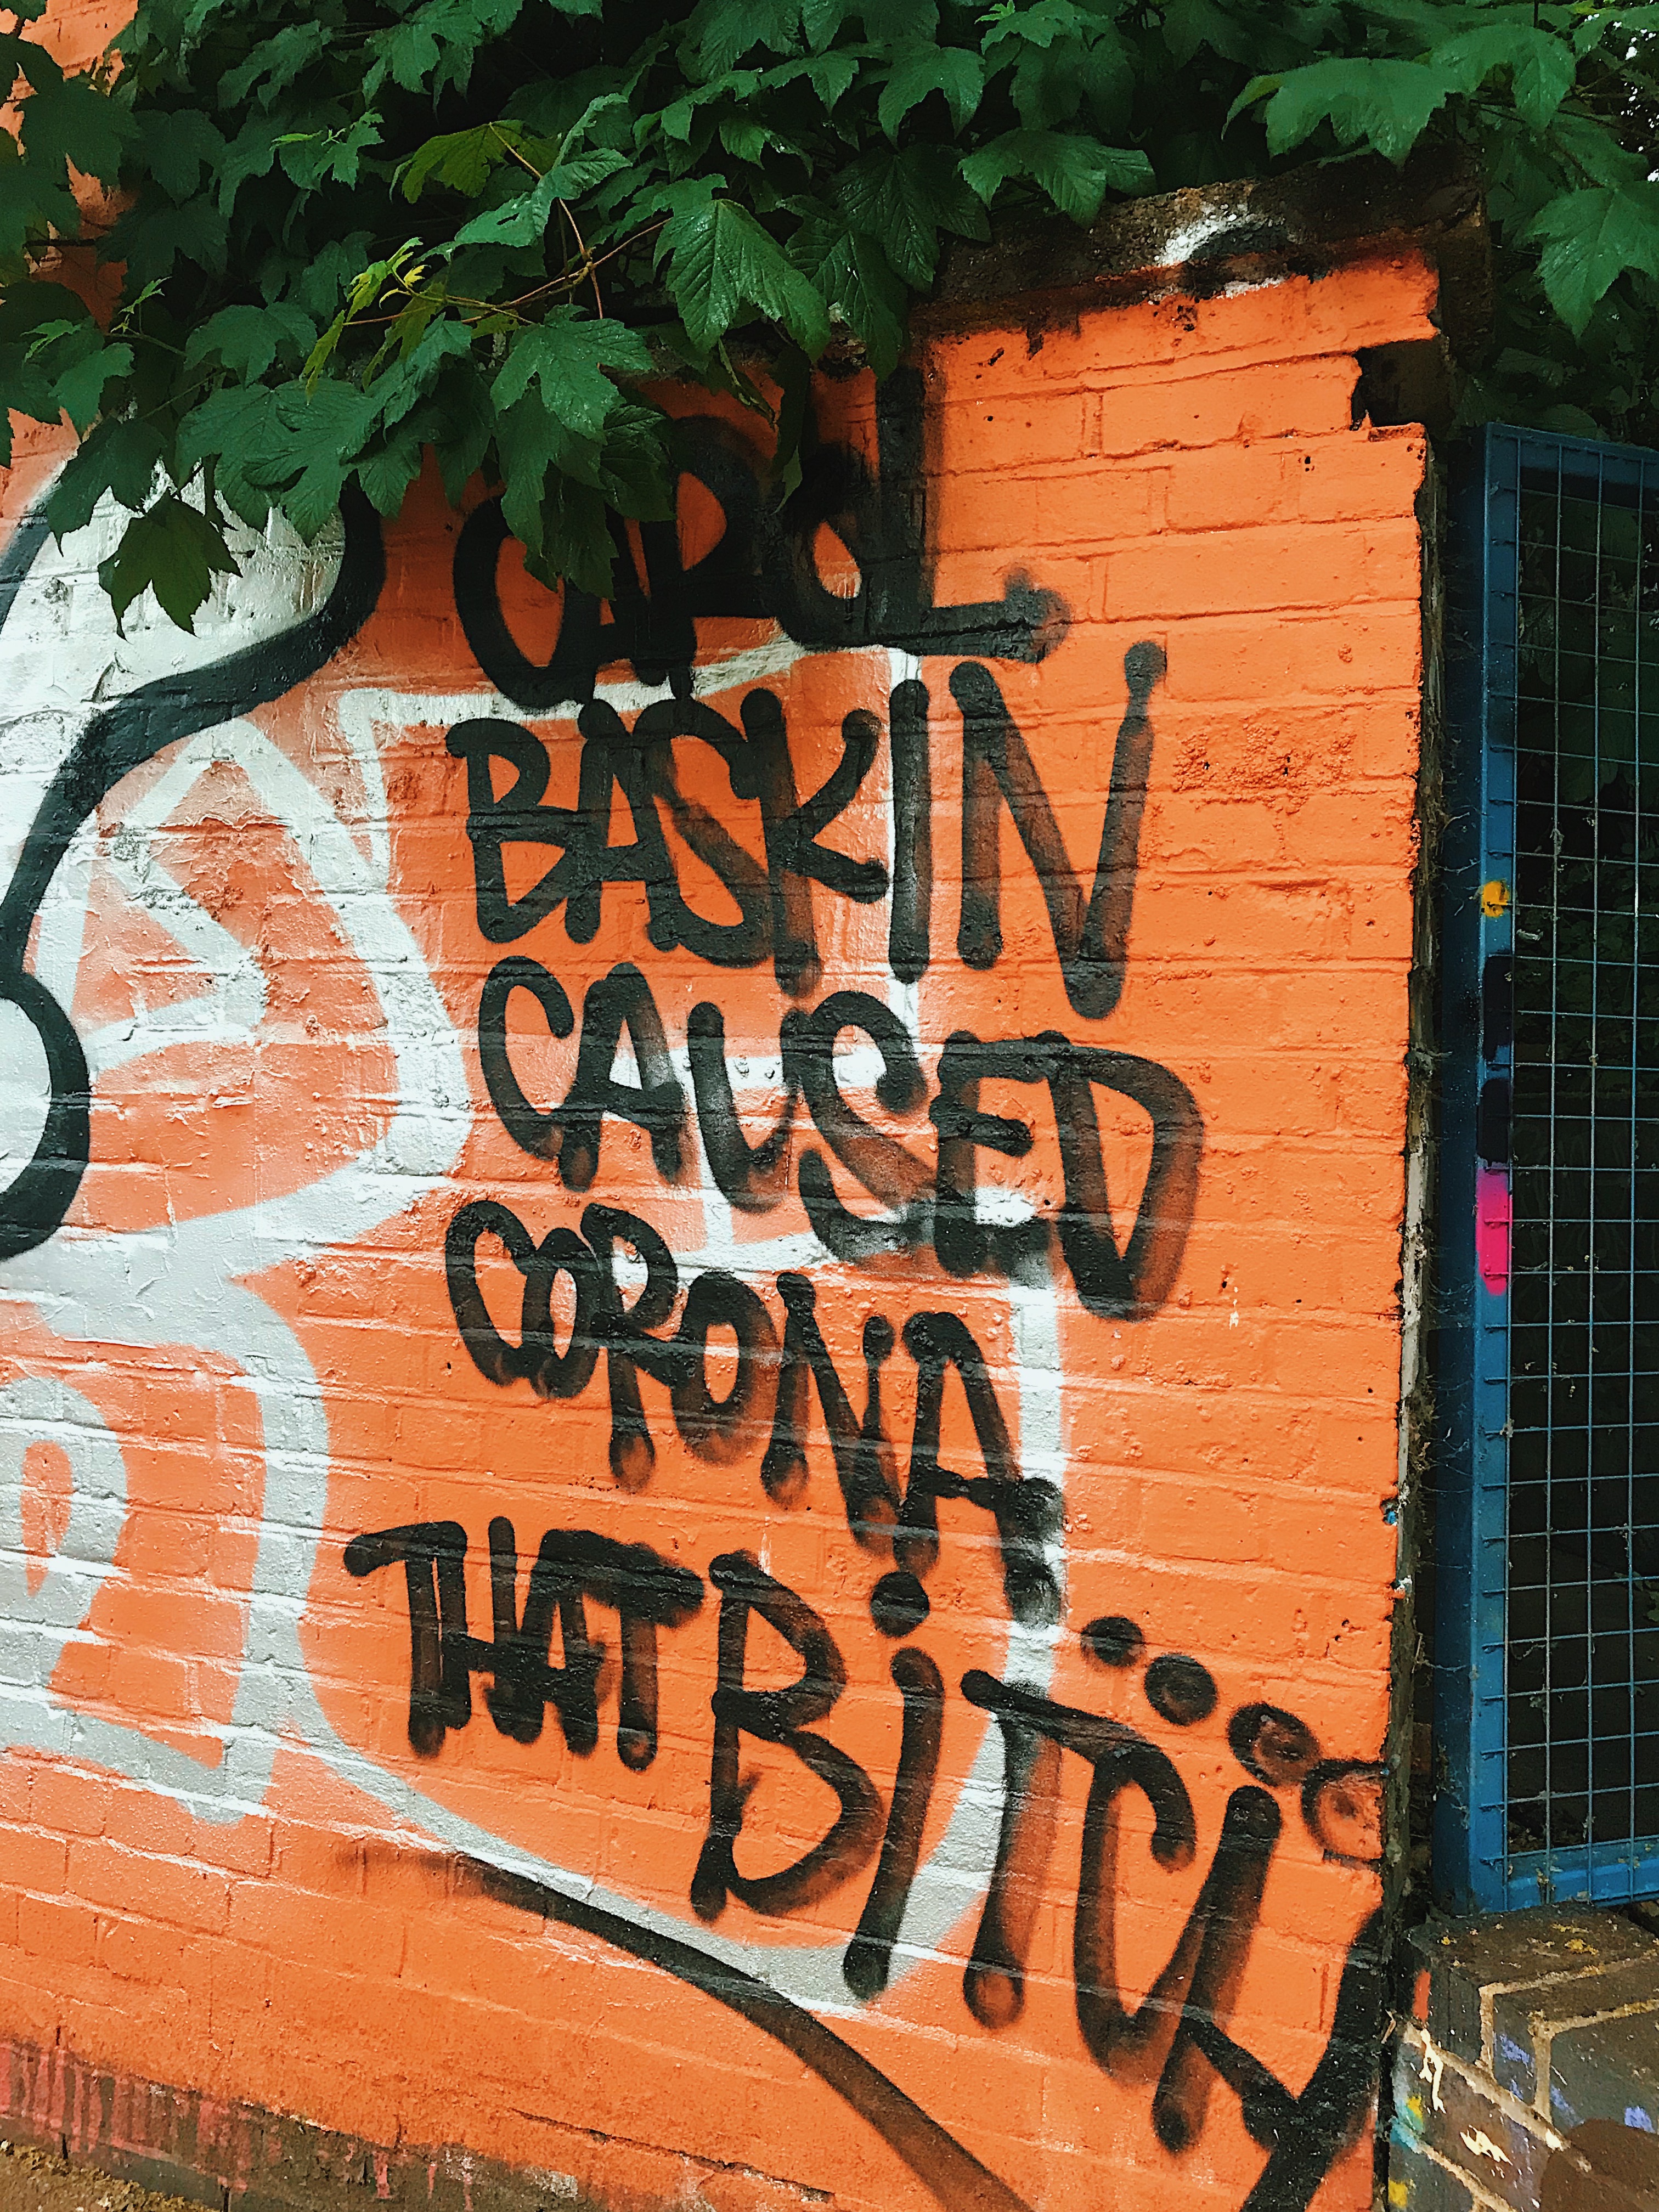 CAROL
BASKIN
CAUSED
CORONA
THAT BiTCH